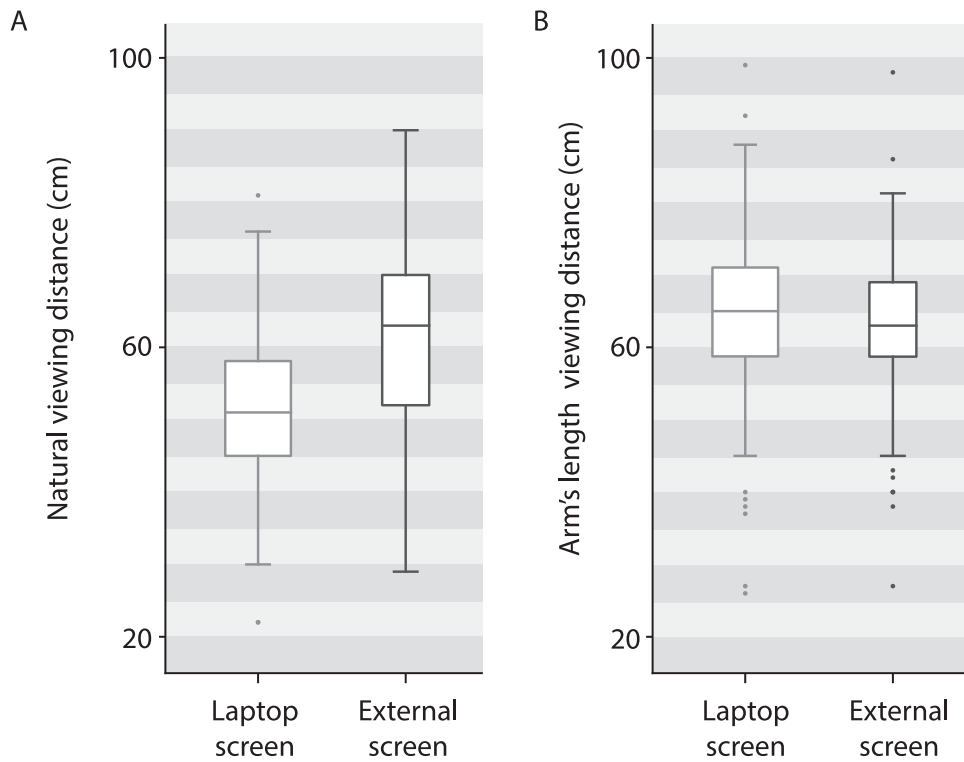 A
Natural viewing distance (cm)
100
60
20
Laptop
screen
External
screen
B
Arm's length viewing distance (cm)
100
60
20
Laptop
screen
External
screen